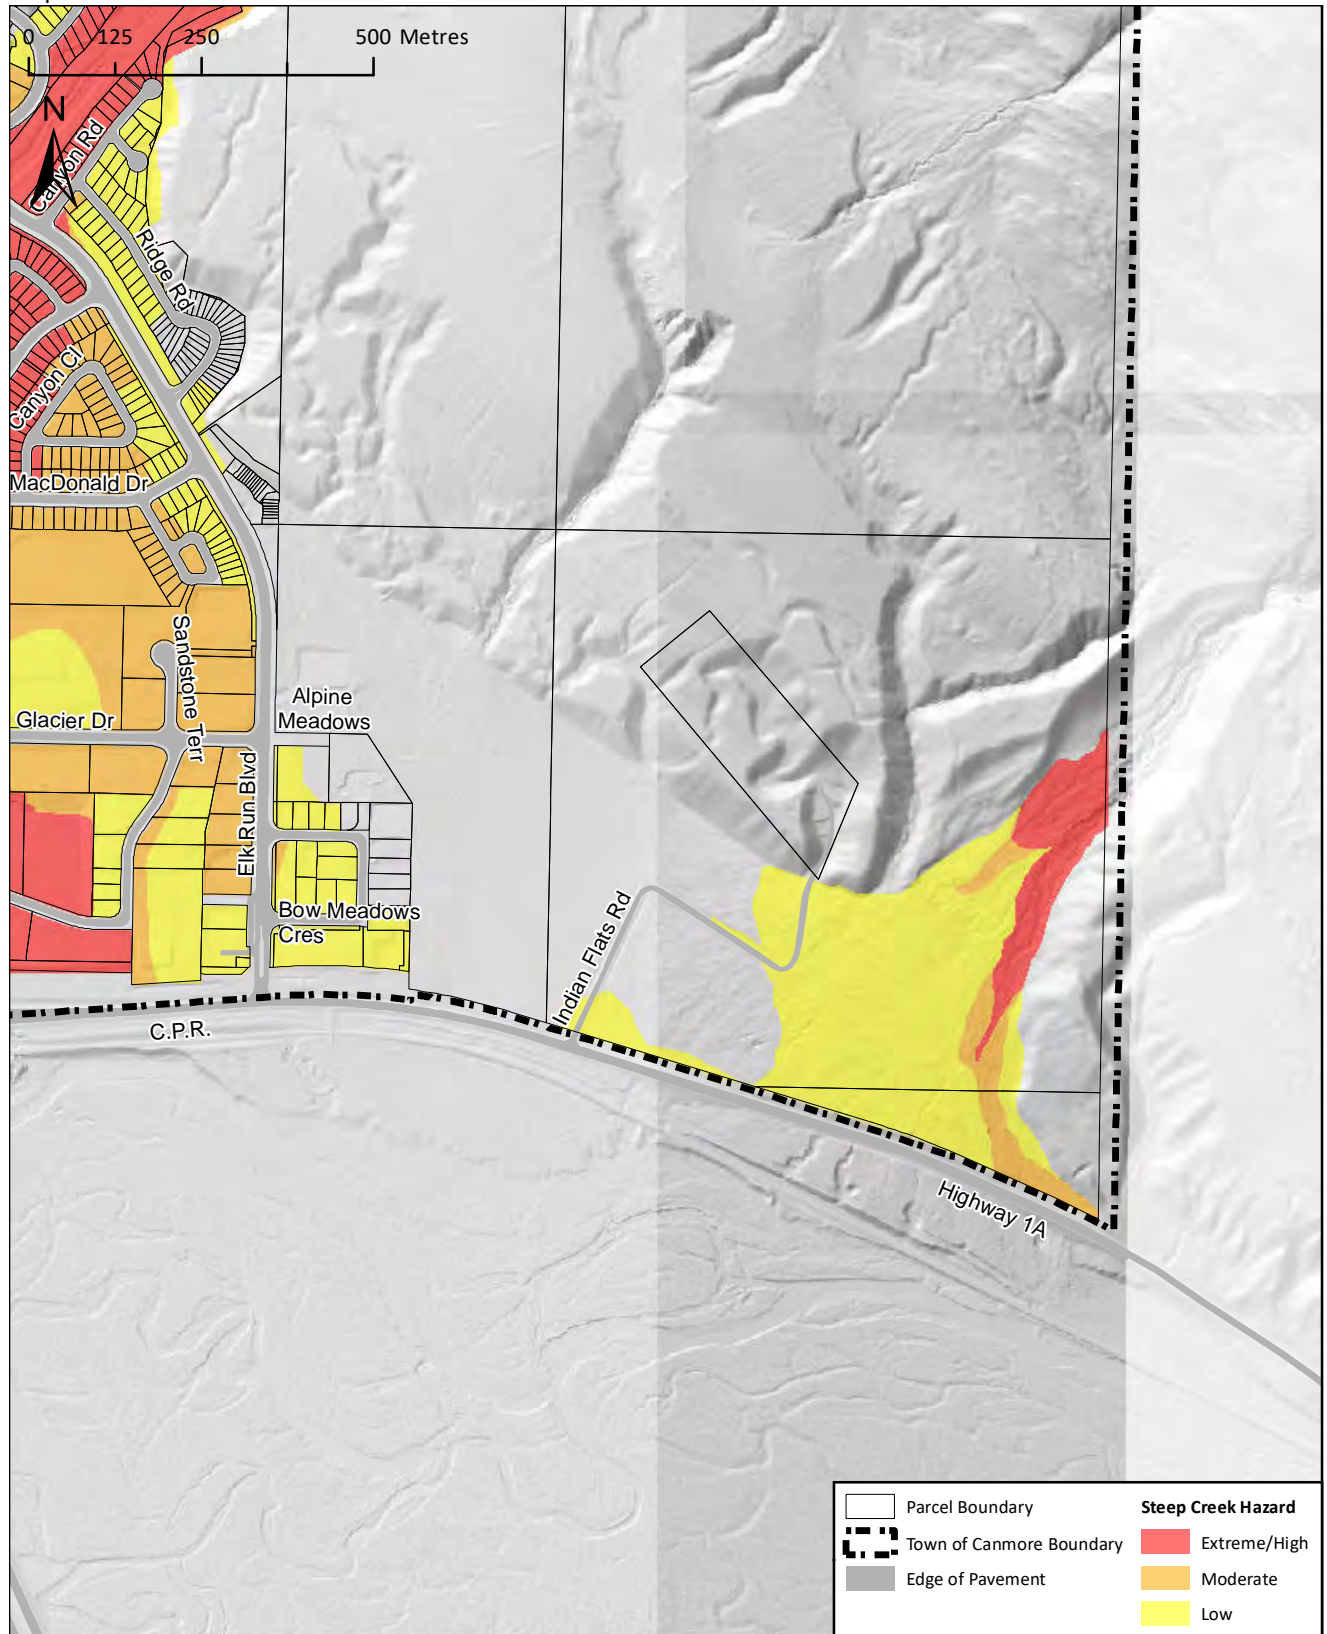 0 125 250 500 Metres
N
Canyon Rd
Ridge Rd
Canyon Cl
MacDonald Dr
Sandstone Terr
Alpine
Meadows
Glacier Dr
Elk Run Blvd
Bow Meadows
Cres
Indian Flats Rd
C.P.R.
Highway 1A
Parcel Boundary
Town of Canmore Boundary
Edge of Pavement
Steep Creek Hazard
Extreme/High
Moderate
Low